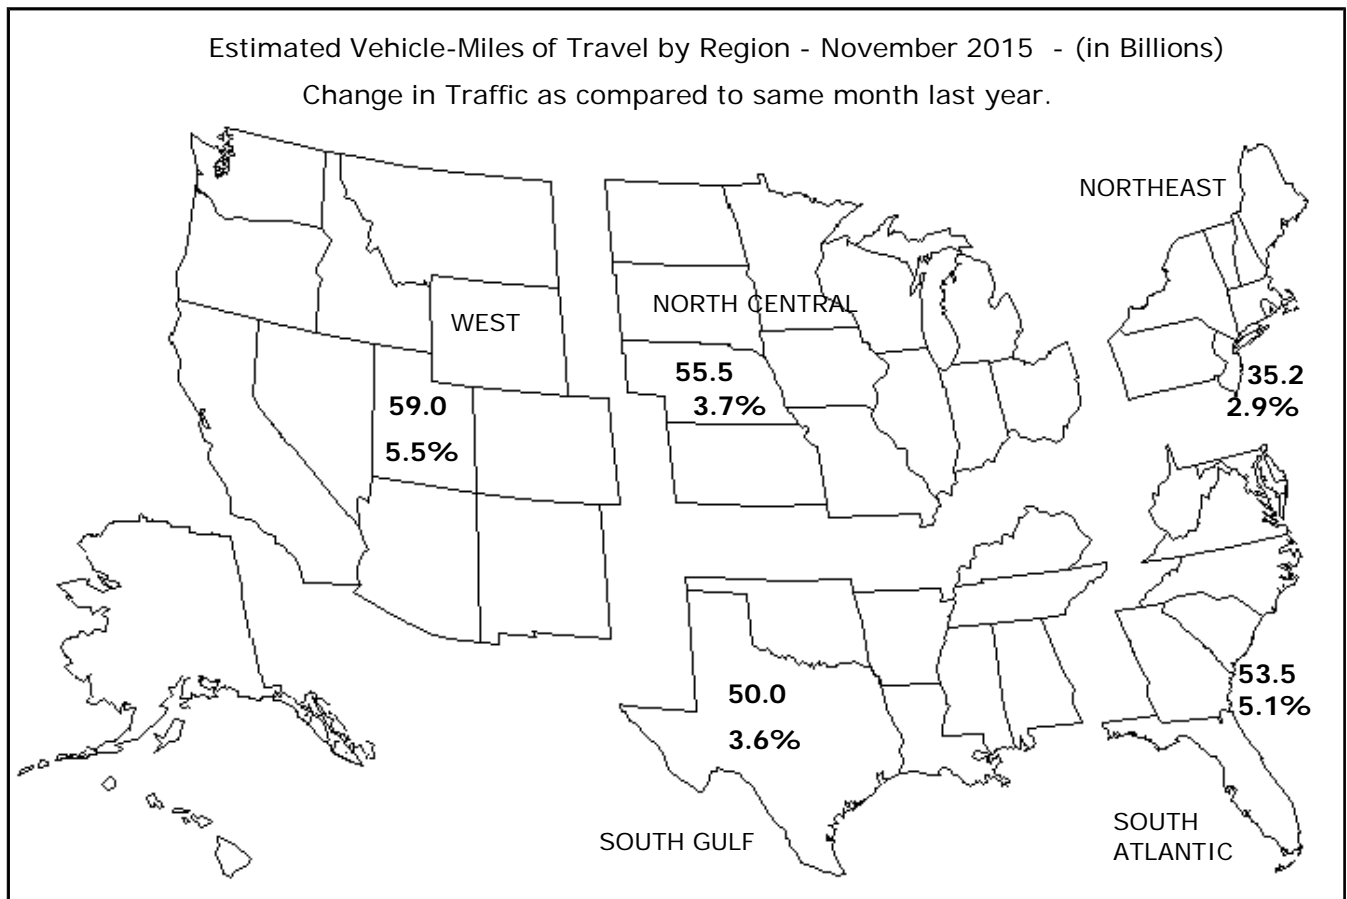 Estimated Vehicle-Miles of Travel by Region - November 2015 - (in Billions)
Change in Traffic as compared to same month last year.
NORTHEAST
WEST
NORTH CENTRAL
55.5
3.7%
35.2
2.9%
59.0
5.5%
50.0
3.6%
53.5
5.1%
SOUTH GULF
SOUTH
ATLANTIC